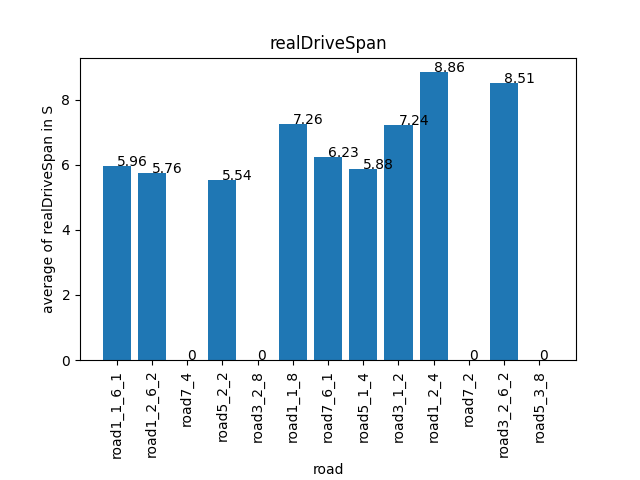 realDriveSpan
average of realDriveSpan in S
8
6
4
2
0
5.96
5.76
0
5.54
0
7.26
6.23
5.88
7.24
8.86
0
8.51
0
road1_1_6_1
road1_2_6_2
road7_4
road5_2_2
road3_2_8
road1_1_8
road7_6_1
road5_1_4
road3_1_2
road1_2_4
road7_2
road3_2_6_2
road5_3_8
road